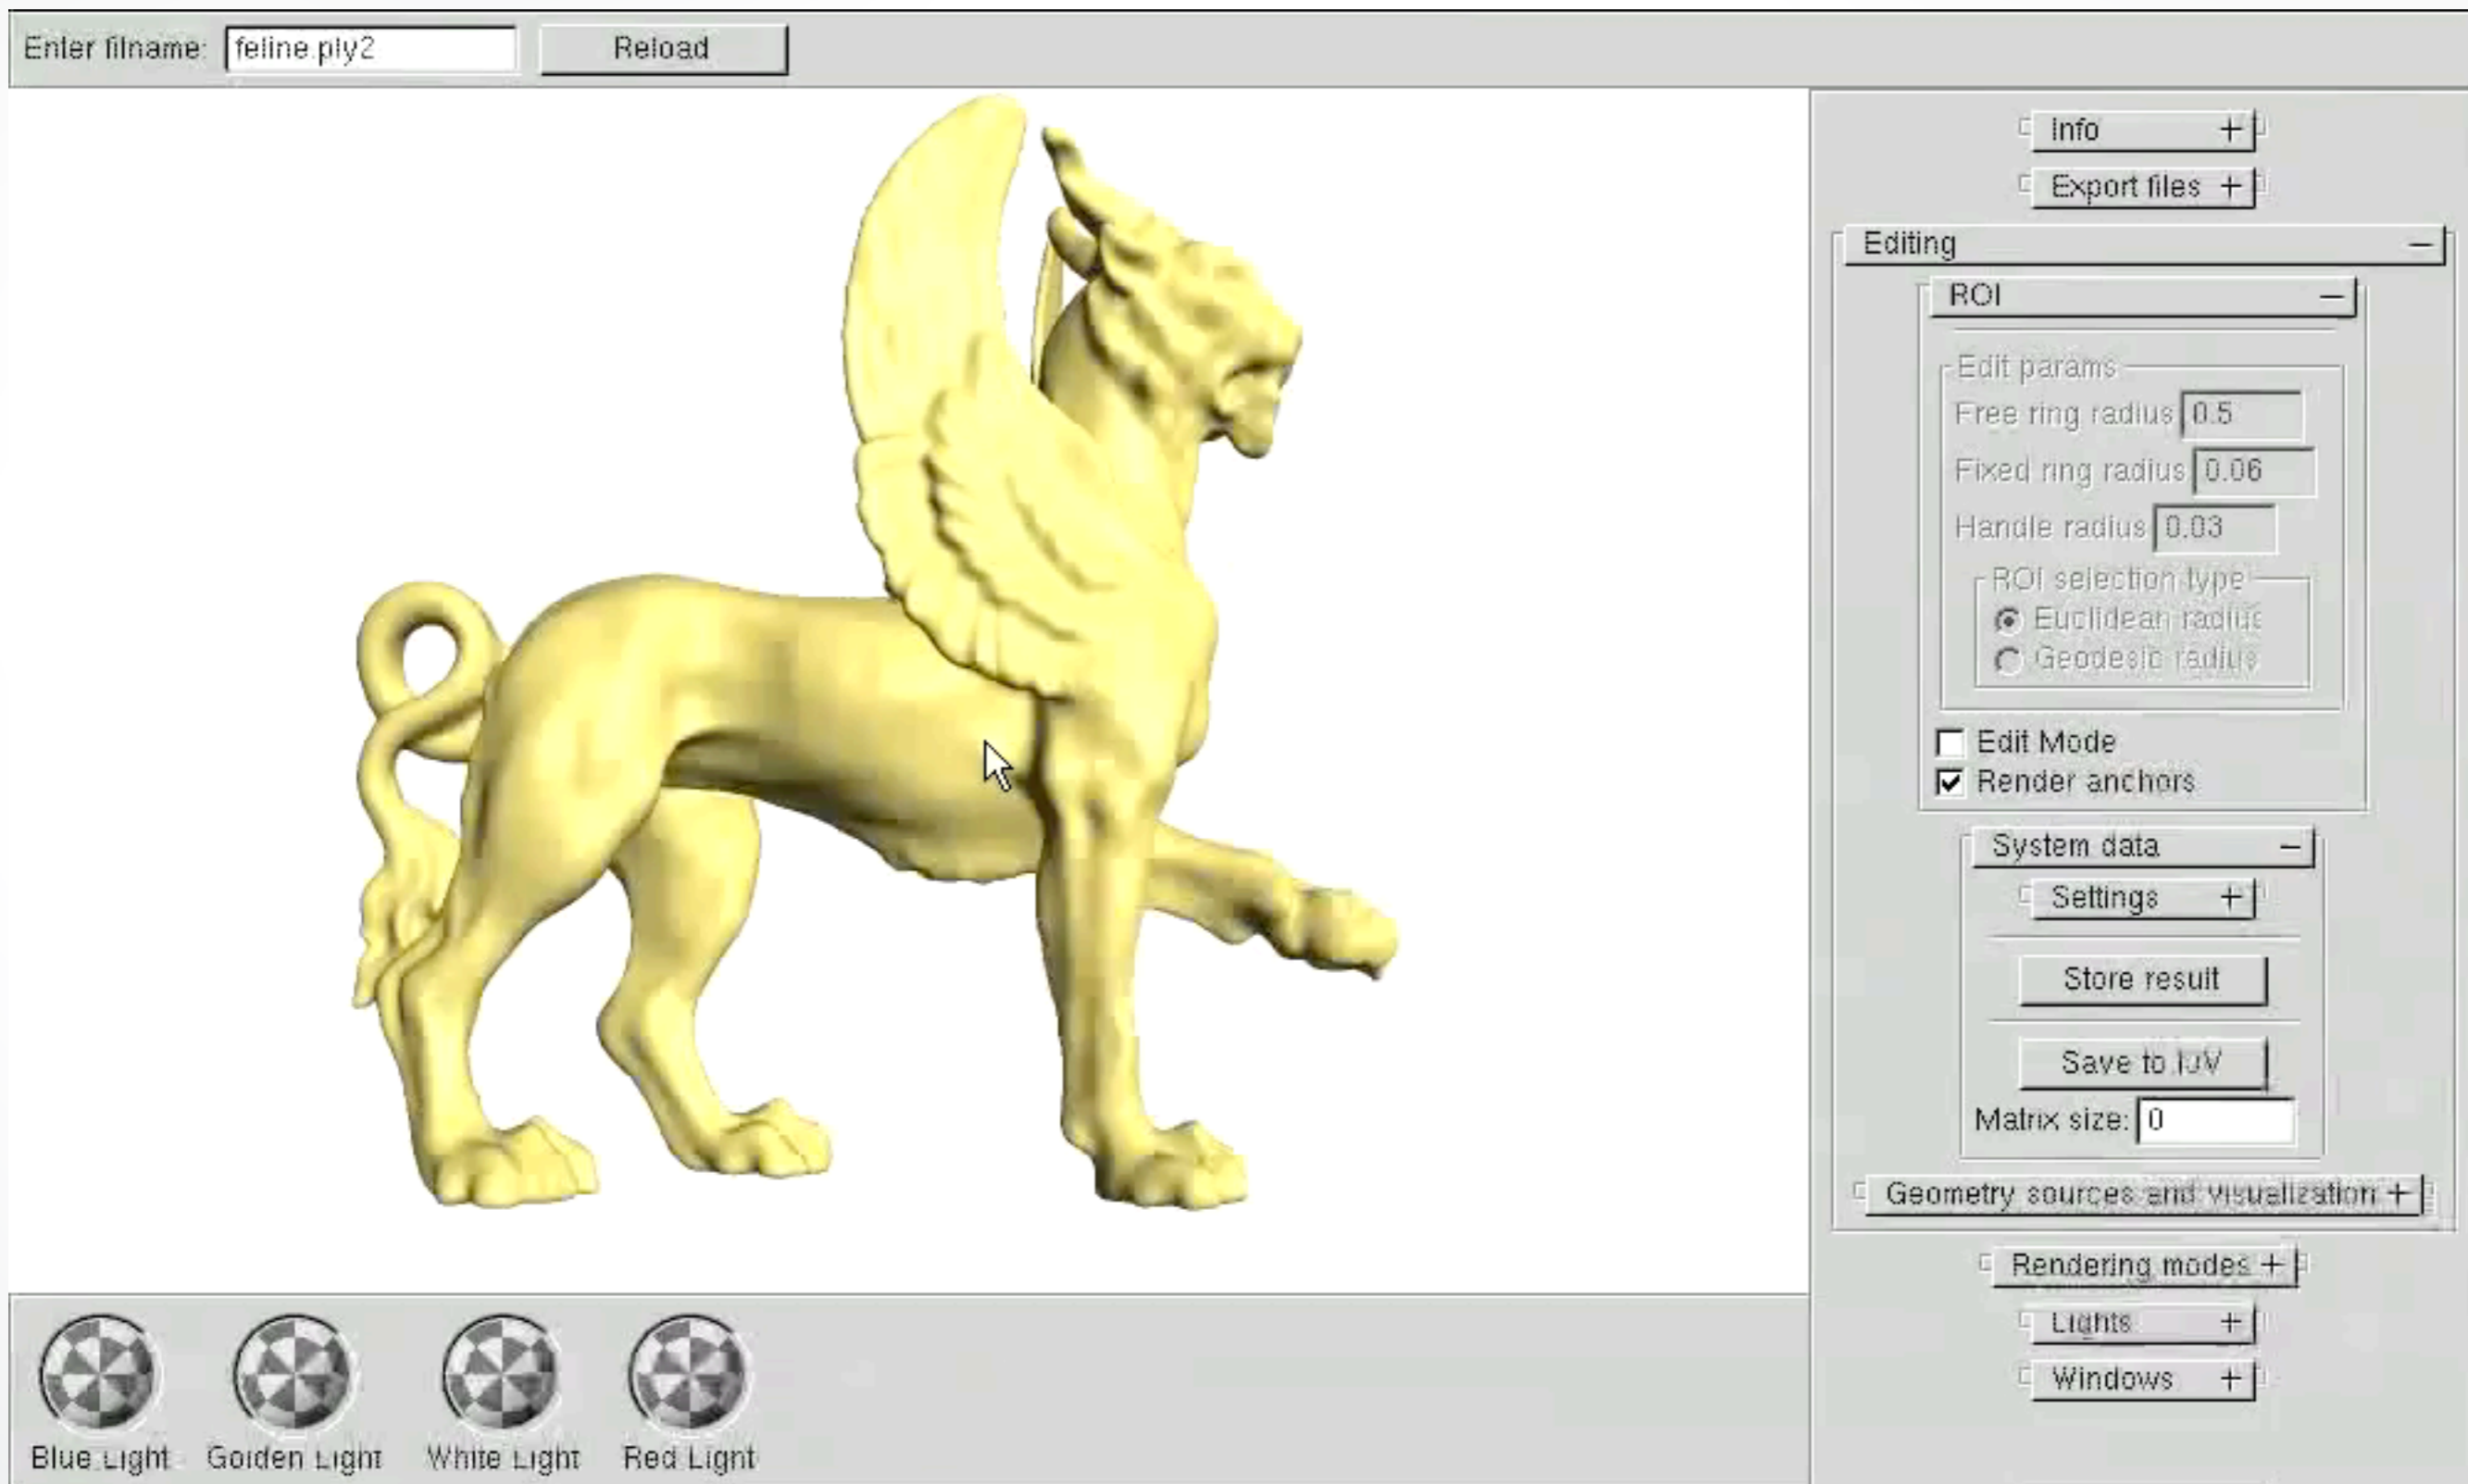 Enter filname: feline.ply2 Reload
Info +
Export files +
Editing −
ROI −
Edit params
Free ring radius 0.5
Fixed ring radius 0.06
Handle radius 0.03
ROI selection type
Euclidean radius
Geodesic radius
Edit Mode
Render anchors
System data −
Settings +
Store result
Save to
Matrix size: 0
Geometry sources and visualization +
Rendering modes +
Lights +
Windows +
Blue Light Golden Light White Light Red Light